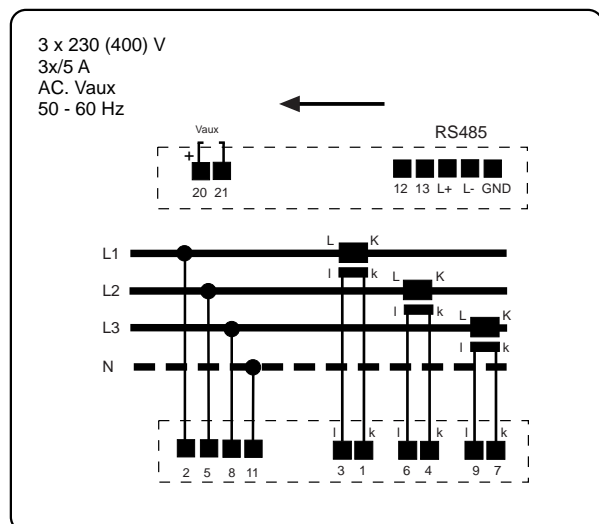 3 x 230 (400) V
3x/5 A
AC. Vaux
50 - 60 Hz
Vaux
RS485
+
20 21
12 13 L+ L- GND
L K
L1
l k
L K
L2
l k
L K
L3
l k
N
l k l k l k
2 5 8 11 3 1 6 4 9 7